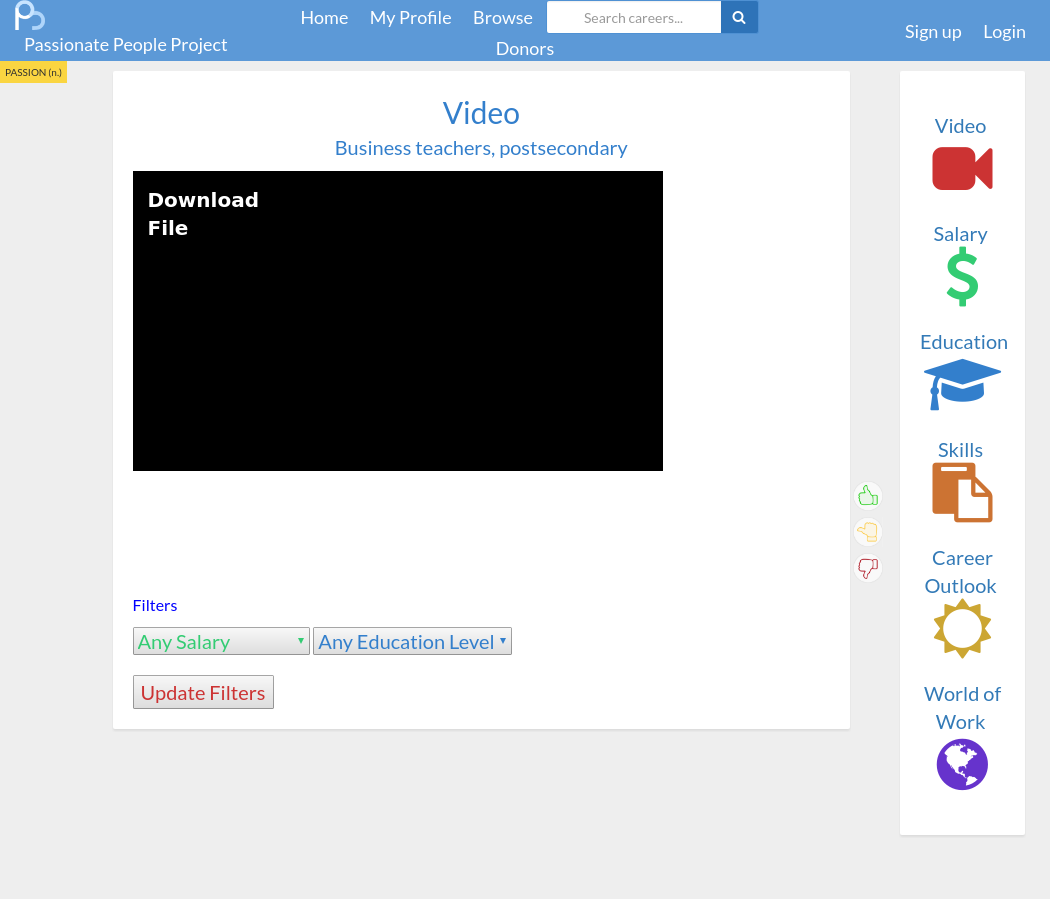 Passionate People Project
Home My Profile Browse Search careers...
Donors
Sign up Login
PASSION (n.)
Video
Business teachers, postsecondary
Download
File
Filters
Any Salary Any Education Level
Update Filters
Video
Salary
Education
Skills
Career
Outlook
World of
Work